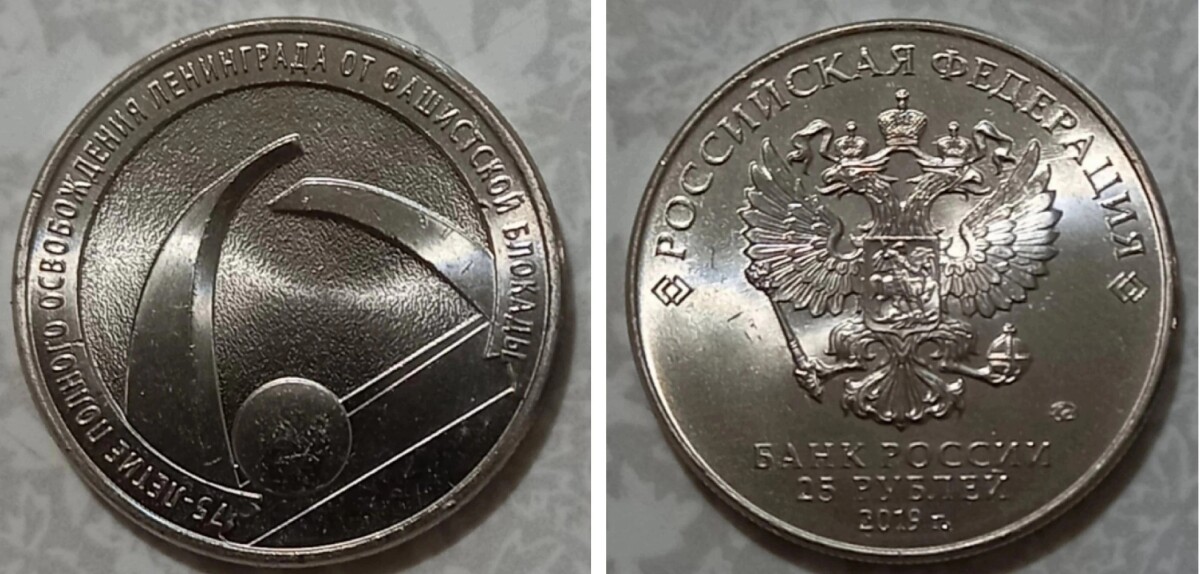 75-ЛЕТИЕ ПОЛНОГО ОСВОБОЖДЕНИЯ ЛЕНИНГРАДА ОТ ФАШИСТСКОЙ БЛОКАДЫ
РОССИЙСКАЯ ФЕДЕРАЦИЯ
БАНК РОССИИ
25 РУБЛЕЙ
2019 г.